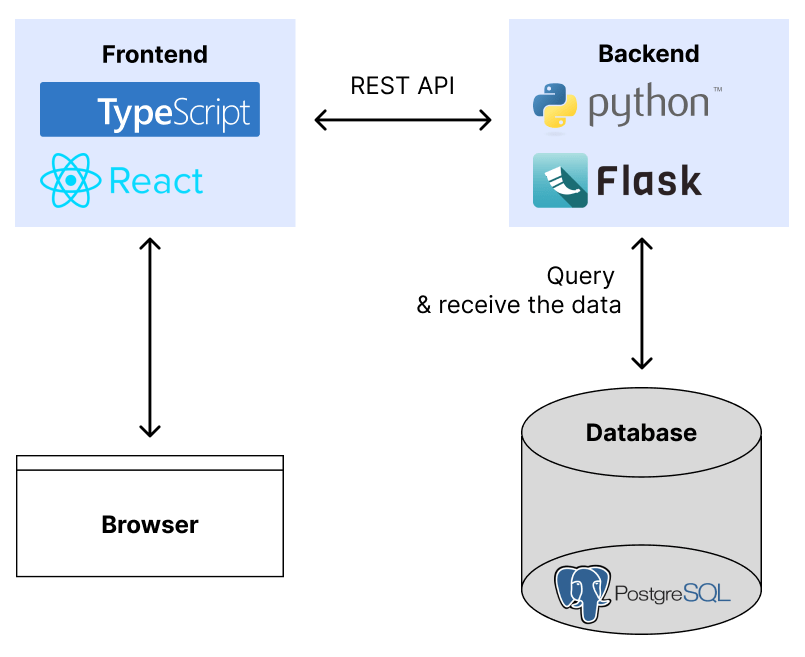 Frontend
TypeScript
React
REST API
Backend
python™
Flask
Query
& receive the data
Browser
Database
PostgreSQL